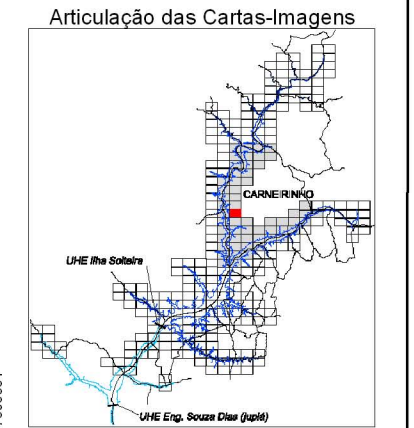 Articulação das Cartas-Imagens
CARNEIRINHO
UHE Ilha Solteira
UHE Eng. Souza Dias (jupiá)